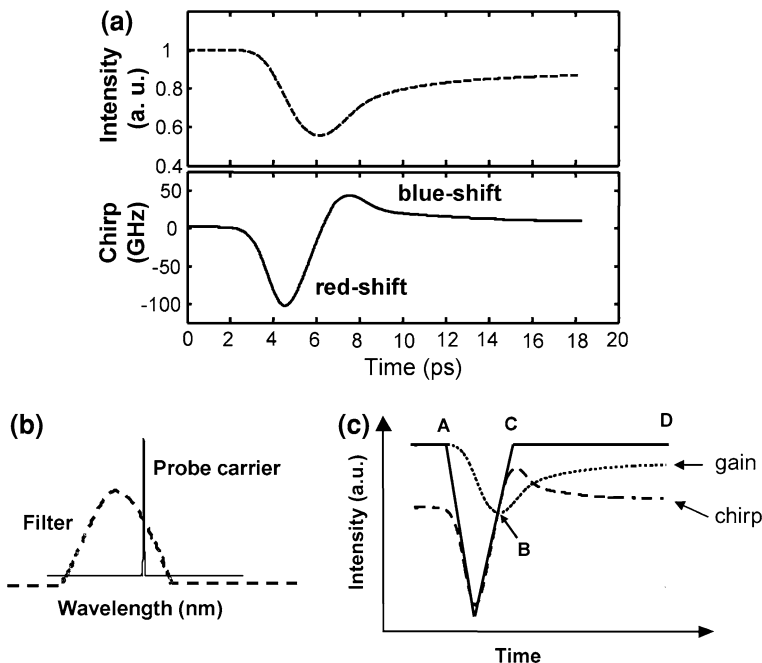 (a)
Intensity
(a. u.)
1
0.8
0.6
0.4
Chirp
(GHz)
50
0
-50
-100
blue-shift
red-shift
0 2 4 6 8 10 12 14 16 18 20
Time (ps)
(b)
Probe carrier
Filter
Wavelength (nm)
(c)
Intensity (a.u.)
A
C
D
gain
chirp
B
Time